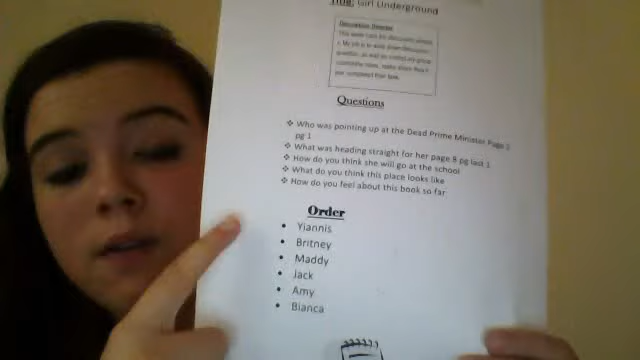 Title: Girl Underground
Discussion Director
Questions
❖ Who was pointing up at the Dead Prime Minister Page 2
pg 1
❖ What was heading straight for her page 8 pg last 1
❖ How do you think she will go at the school
❖ What do you think this place looks like
❖ How do you feel about this book so far
Order
• Yiannis
• Britney
• Maddy
• Jack
• Amy
• Bianca